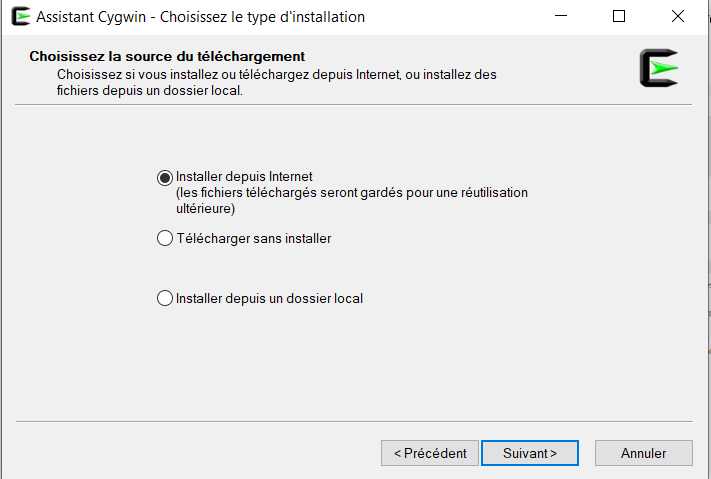 Assistant Cygwin - Choisissez le type d'installation
Choisissez la source du téléchargement
Choisissez si vous installez ou téléchargez depuis Internet, ou installez des
fichiers depuis un dossier local.
Installer depuis Internet
(les fichiers téléchargés seront gardés pour une réutilisation
ultérieure)
Télécharger sans installer
Installer depuis un dossier local
< Précédent
Suivant >
Annuler